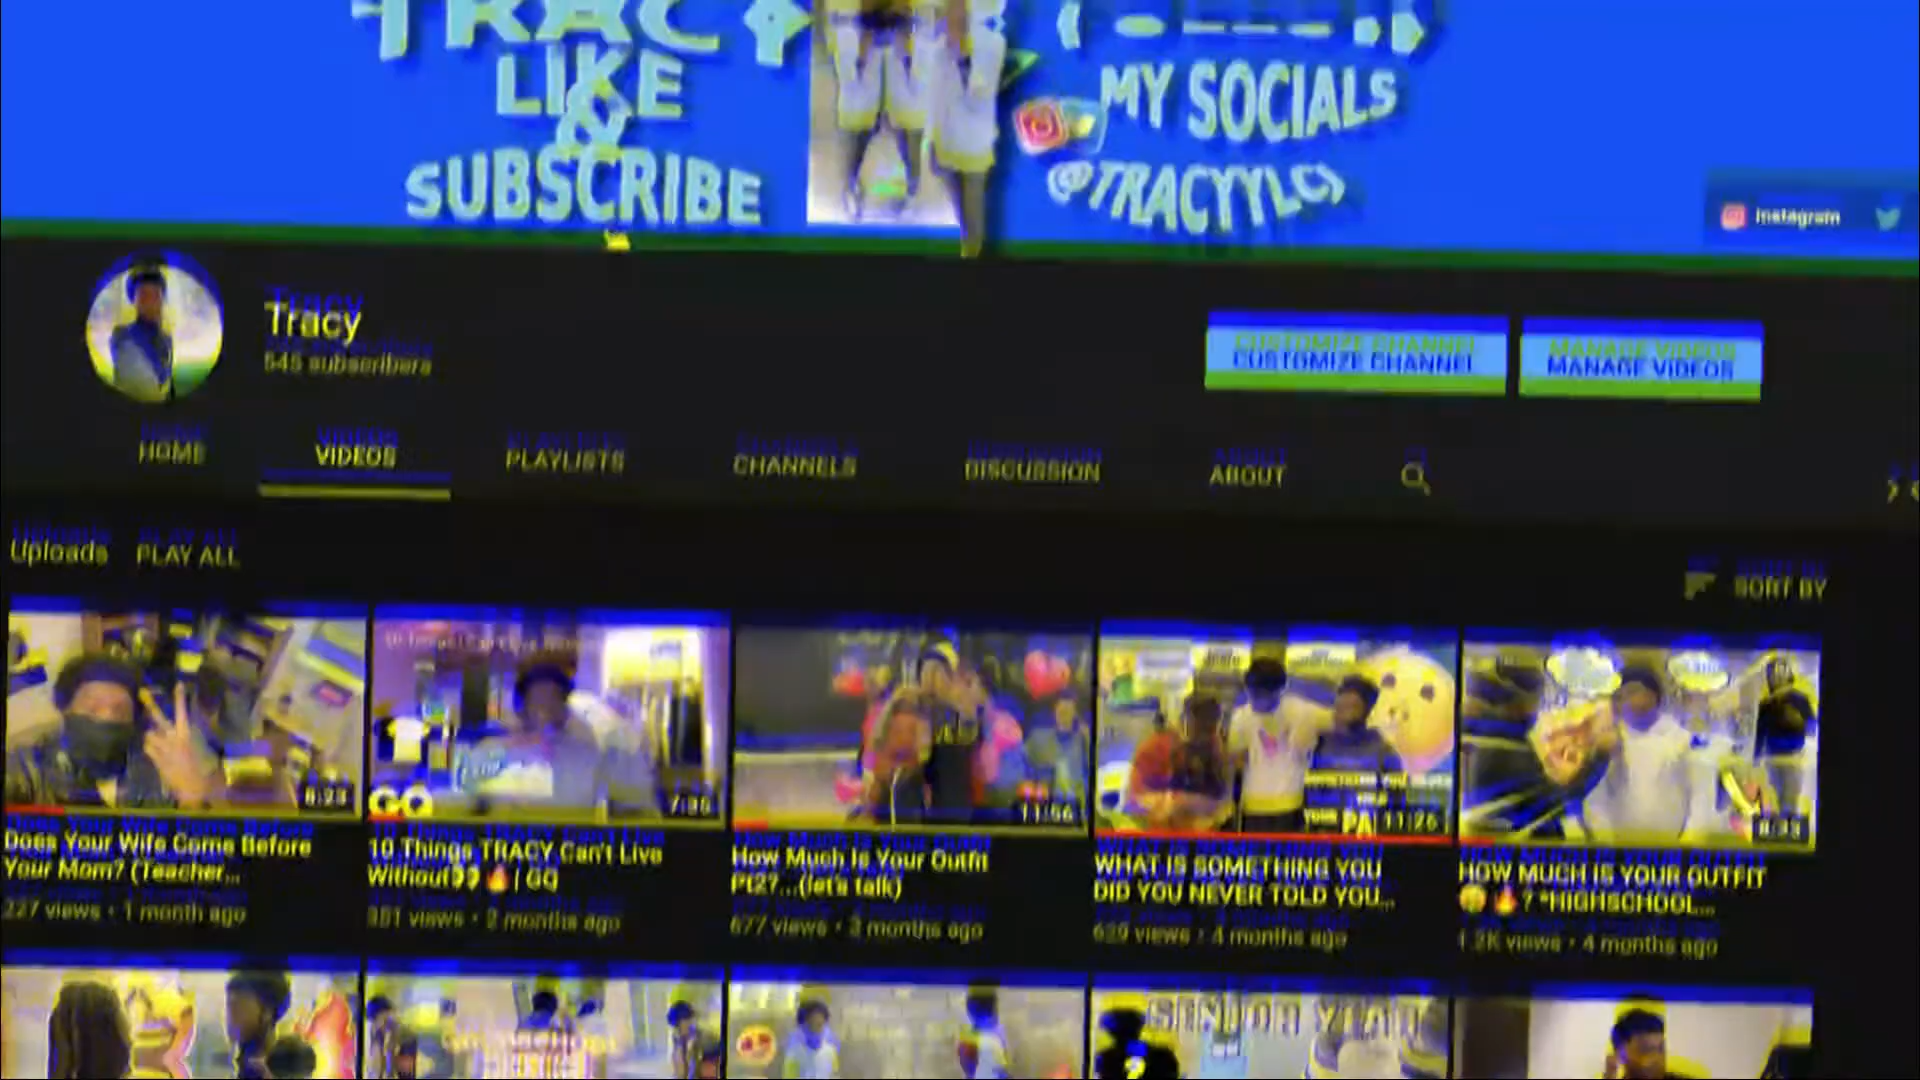 TRACY
LIKE
&
SUBSCRIBE
MY SOCIALS
@TRACYYLC)
Instagram
Tracy
545 subscribers
CUSTOMIZE CHANNEL
MANAGE VIDEOS
HOME
VIDEOS
PLAYLISTS
CHANNELS
DISCUSSION
ABOUT
Uploads
PLAY ALL
SORT BY
8:23
GQ
7:35
11:56
11:26
8:33
Does Your Wife Come Before
Your Mom? (Teacher...
227 views • 1 month ago
10 Things TRACY Can't Live
Without👀🔥 | GQ
351 views • 2 months ago
How Much Is Your Outfit
Pt2?...(let's talk)
677 views • 3 months ago
WHAT IS SOMETHING YOU
DID YOU NEVER TOLD YOU...
629 views • 4 months ago
HOW MUCH IS YOUR OUTFIT
🤑🔥? *HIGHSCHOOL...
1.2K views • 4 months ago
SENIOR YEAR